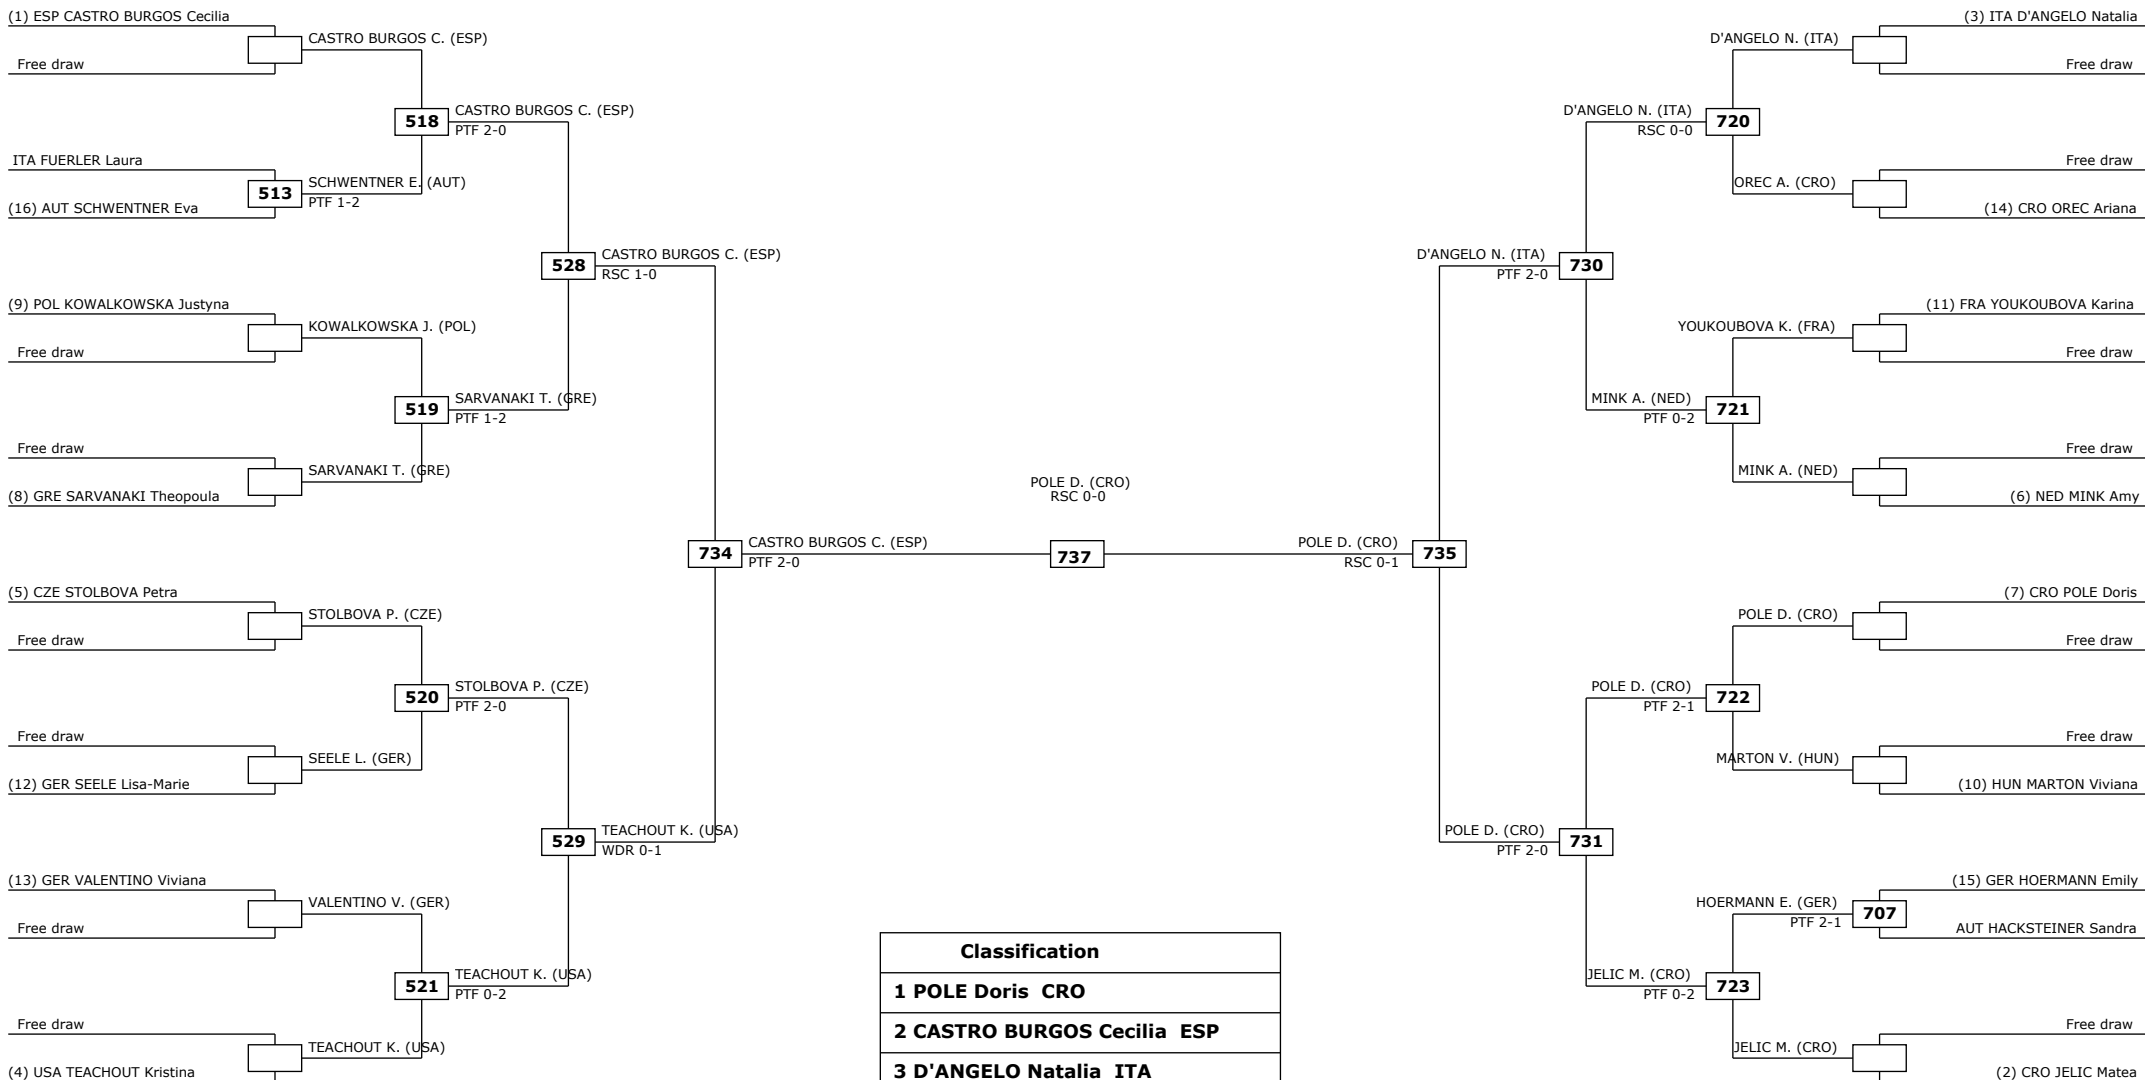 (1) ESP CASTRO BURGOS Cecilia
CASTRO BURGOS C. (ESP)
Free draw
518
CASTRO BURGOS C. (ESP)
PTF 2-0
ITA FUERLER Laura
513
SCHWENTNER E. (AUT)
PTF 1-2
(16) AUT SCHWENTNER Eva
528
CASTRO BURGOS C. (ESP)
RSC 1-0
(9) POL KOWALKOWSKA Justyna
KOWALKOWSKA J. (POL)
Free draw
519
SARVANAKI T. (GRE)
PTF 1-2
Free draw
SARVANAKI T. (GRE)
(8) GRE SARVANAKI Theopoula
734
CASTRO BURGOS C. (ESP)
PTF 2-0
(5) CZE STOLBOVA Petra
STOLBOVA P. (CZE)
Free draw
520
STOLBOVA P. (CZE)
PTF 2-0
Free draw
SEELE L. (GER)
(12) GER SEELE Lisa-Marie
529
TEACHOUT K. (USA)
WDR 0-1
(13) GER VALENTINO Viviana
VALENTINO V. (GER)
Free draw
521
TEACHOUT K. (USA)
PTF 0-2
Free draw
TEACHOUT K. (USA)
(4) USA TEACHOUT Kristina
POLE D. (CRO)
RSC 0-0
737
(3) ITA D'ANGELO Natalia
D'ANGELO N. (ITA)
Free draw
D'ANGELO N. (ITA)
RSC 0-0
720
Free draw
OREC A. (CRO)
(14) CRO OREC Ariana
D'ANGELO N. (ITA)
PTF 2-0
730
(11) FRA YOUKOUBOVA Karina
YOUKOUBOVA K. (FRA)
Free draw
MINK A. (NED)
PTF 0-2
721
Free draw
MINK A. (NED)
(6) NED MINK Amy
POLE D. (CRO)
RSC 0-1
735
(7) CRO POLE Doris
POLE D. (CRO)
Free draw
POLE D. (CRO)
PTF 2-1
722
Free draw
MARTON V. (HUN)
(10) HUN MARTON Viviana
POLE D. (CRO)
PTF 2-0
731
(15) GER HOERMANN Emily
HOERMANN E. (GER)
PTF 2-1
707
AUT HACKSTEINER Sandra
JELIC M. (CRO)
PTF 0-2
723
Free draw
JELIC M. (CRO)
(2) CRO JELIC Matea
Classification
1 POLE Doris CRO
2 CASTRO BURGOS Cecilia ESP
3 D'ANGELO Natalia ITA